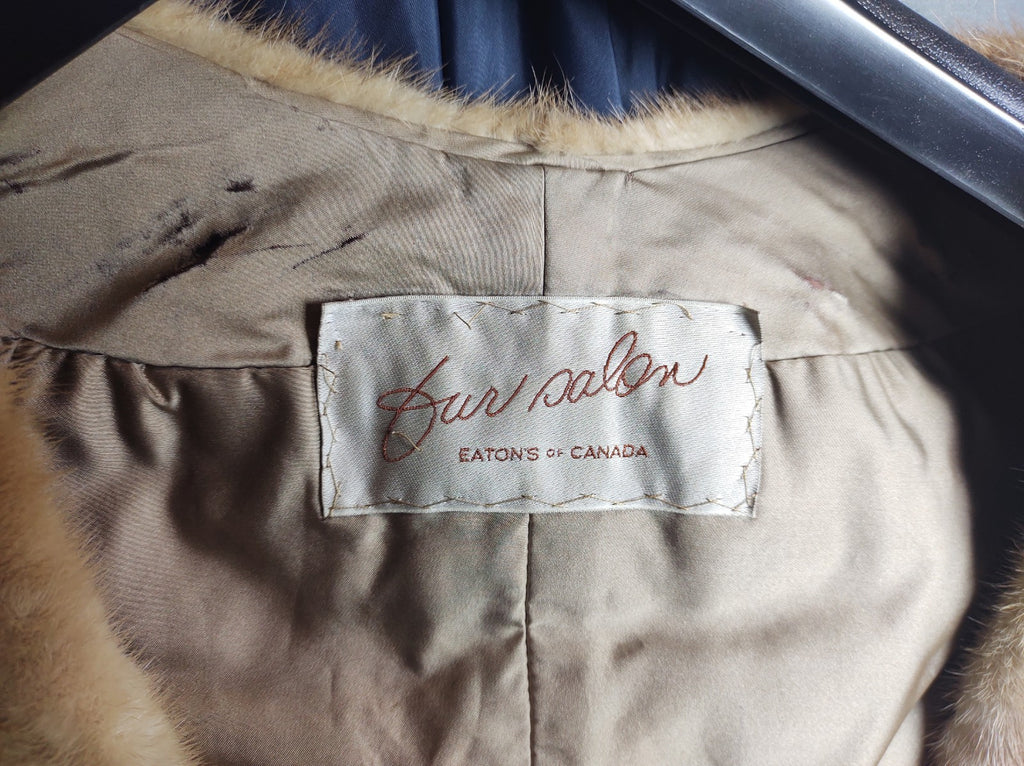 fur salon
EATON'S OF CANADA